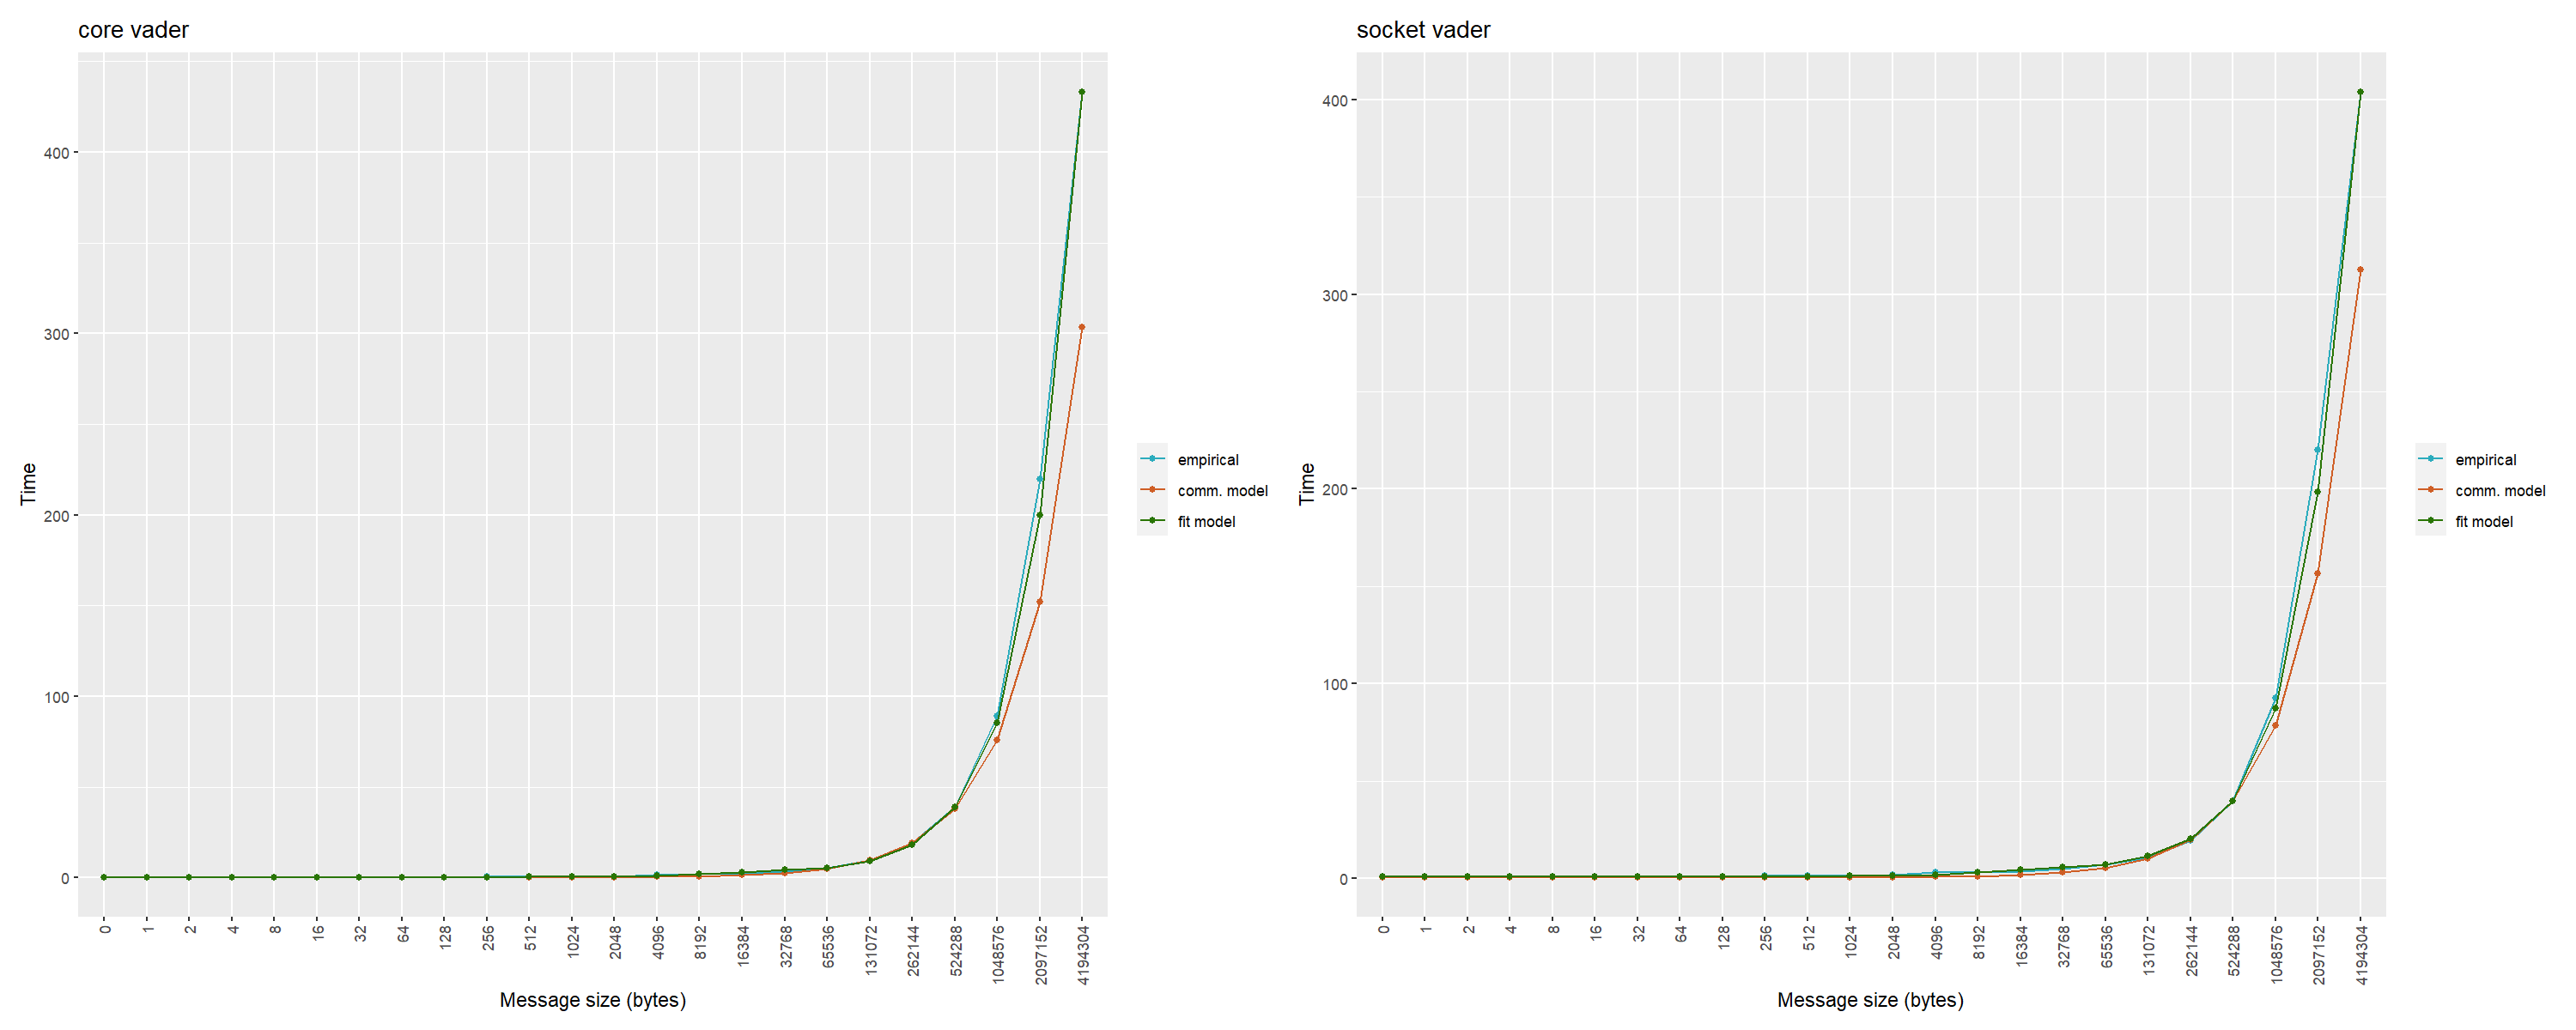 core vader
Time
400
300
200
100
0
0 1 2 4 8 16 32 64 128 256 512 1024 2048 4096 8192 16384 32768 65536 131072 262144 524288 1048576 2097152 4194304
Message size (bytes)
empirical
comm. model
fit model
socket vader
Time
400
300
200
100
0
0 1 2 4 8 16 32 64 128 256 512 1024 2048 4096 8192 16384 32768 65536 131072 262144 524288 1048576 2097152 4194304
Message size (bytes)
empirical
comm. model
fit model